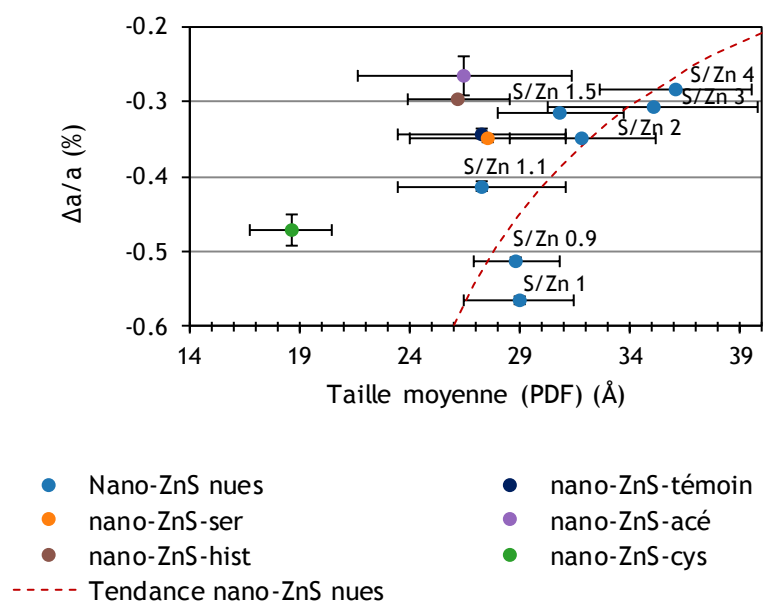 -0.2
-0.3
-0.4
-0.5
-0.6
Δa/a (%)
S/Zn 4
S/Zn 1.5
S/Zn 3
S/Zn 2
S/Zn 1.1
S/Zn 0.9
S/Zn 1
14 19 24 29 34 39
Taille moyenne (PDF) (Å)
Nano-ZnS nues
nano-ZnS-témoin
nano-ZnS-ser
nano-ZnS-acé
nano-ZnS-hist
nano-ZnS-cys
Tendance nano-ZnS nues